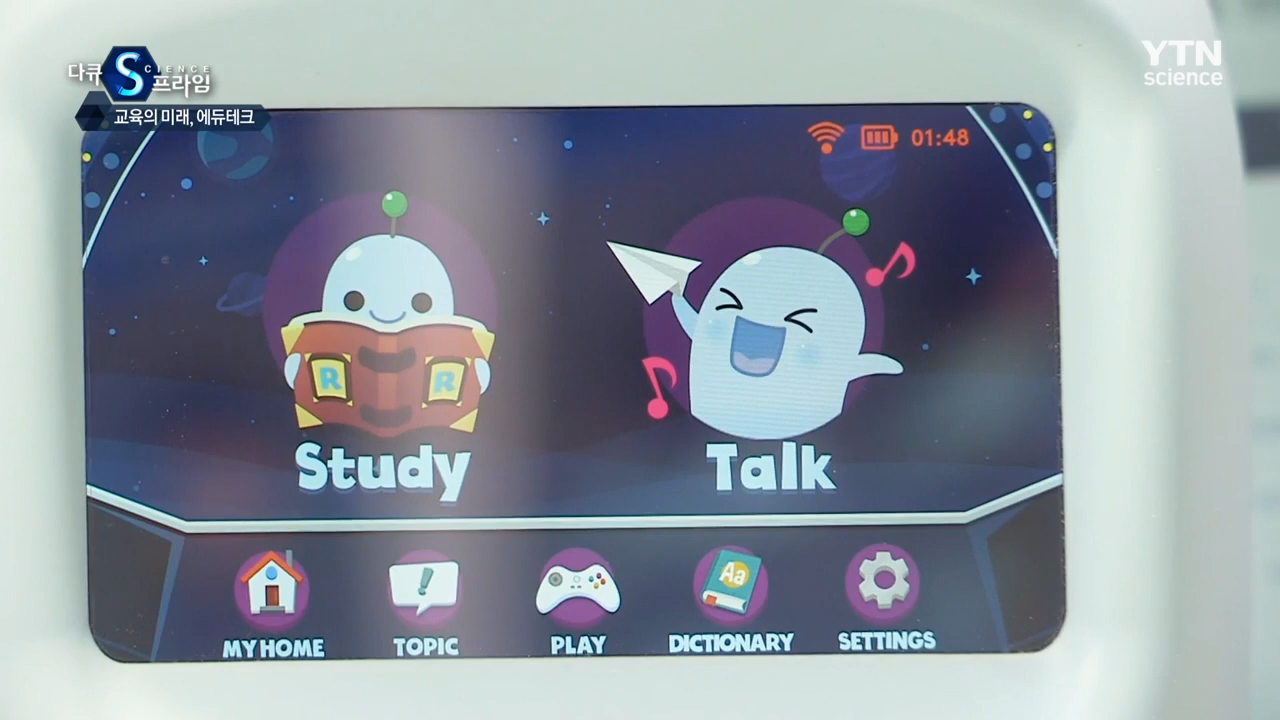 다큐 S CIENCE 프라임
교육의 미래, 에듀테크
YTN
science
01:48
R R
Study
Talk
Aa
MY HOME
TOPIC
PLAY
DICTIONARY
SETTINGS